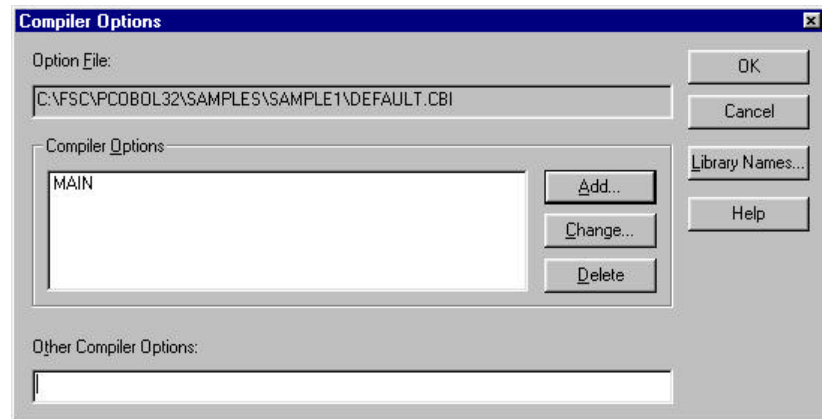 Compiler Options
Option File:
C:\FSC\PCOBOL32\SAMPLES\SAMPLE1\DEFAULT.CBI
Compiler Options
MAIN
Add...
Change...
Delete
Other Compiler Options:
OK
Cancel
Library Names...
Help